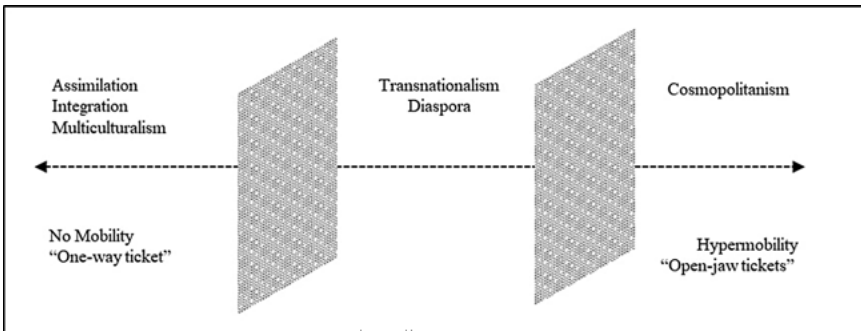 Assimilation
Integration
Multiculturalism
Transnationalism
Diaspora
Cosmopolitanism
No Mobility
“One-way ticket”
Hypermobility
“Open-jaw tickets”